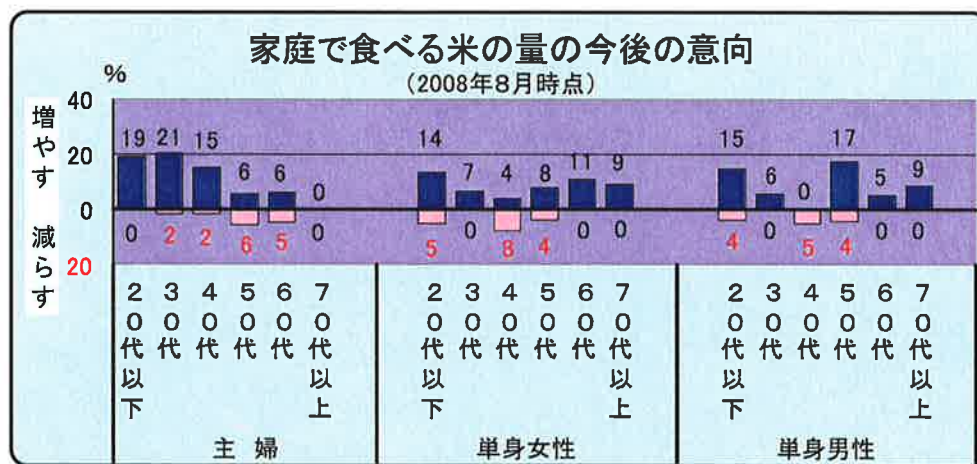 家庭で食べる米の量の今後の意向
(2008年8月時点)
%
40
20
0
20
増やす
減らす
19 21 15 6 6 0
0 2 2 6 5 0
14 7 4 8 11 9
5 0 8 4 0 0
15 6 0 17 5 9
4 0 5 4 0 0
20代以下
30代
40代
50代
60代
70代以上
主婦
20代以下
30代
40代
50代
60代
70代以上
単身女性
20代以下
30代
40代
50代
60代
70代以上
単身男性